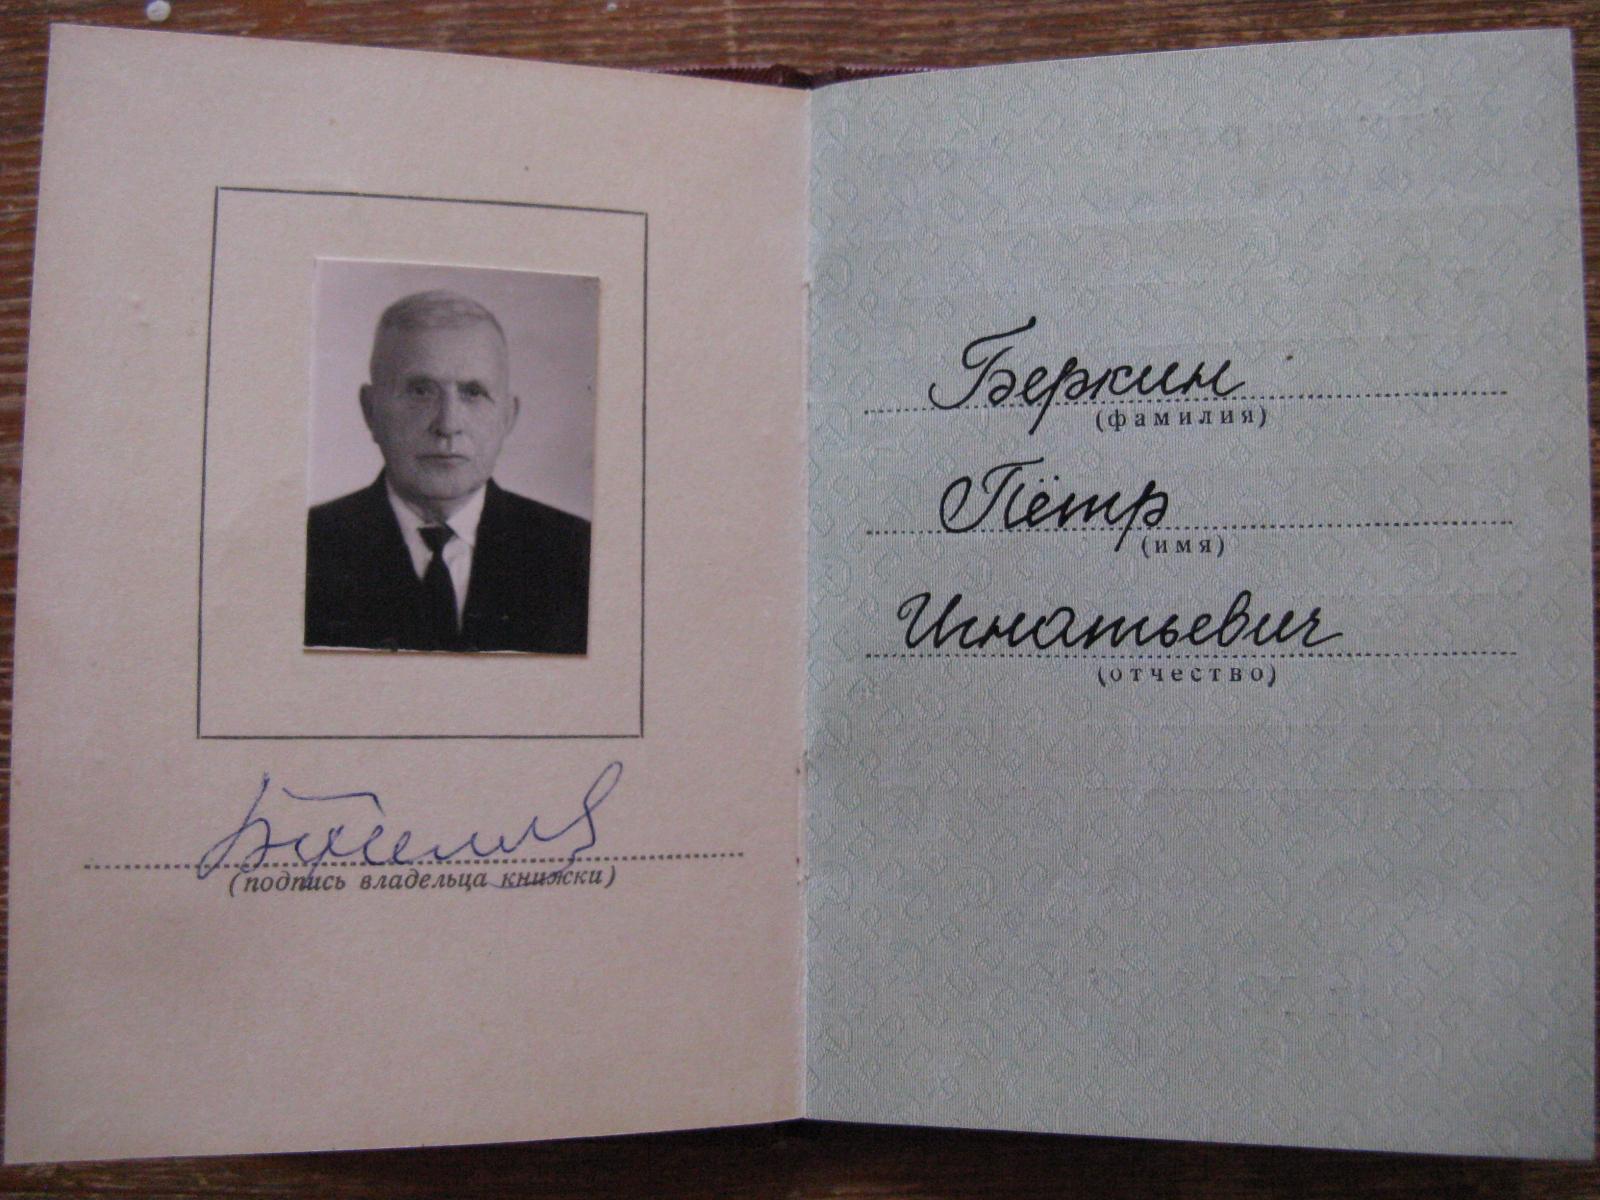 (подпись владельца книжки)
Беркин
(фамилия)
Пётр
(имя)
Игнатьевич
(отчество)